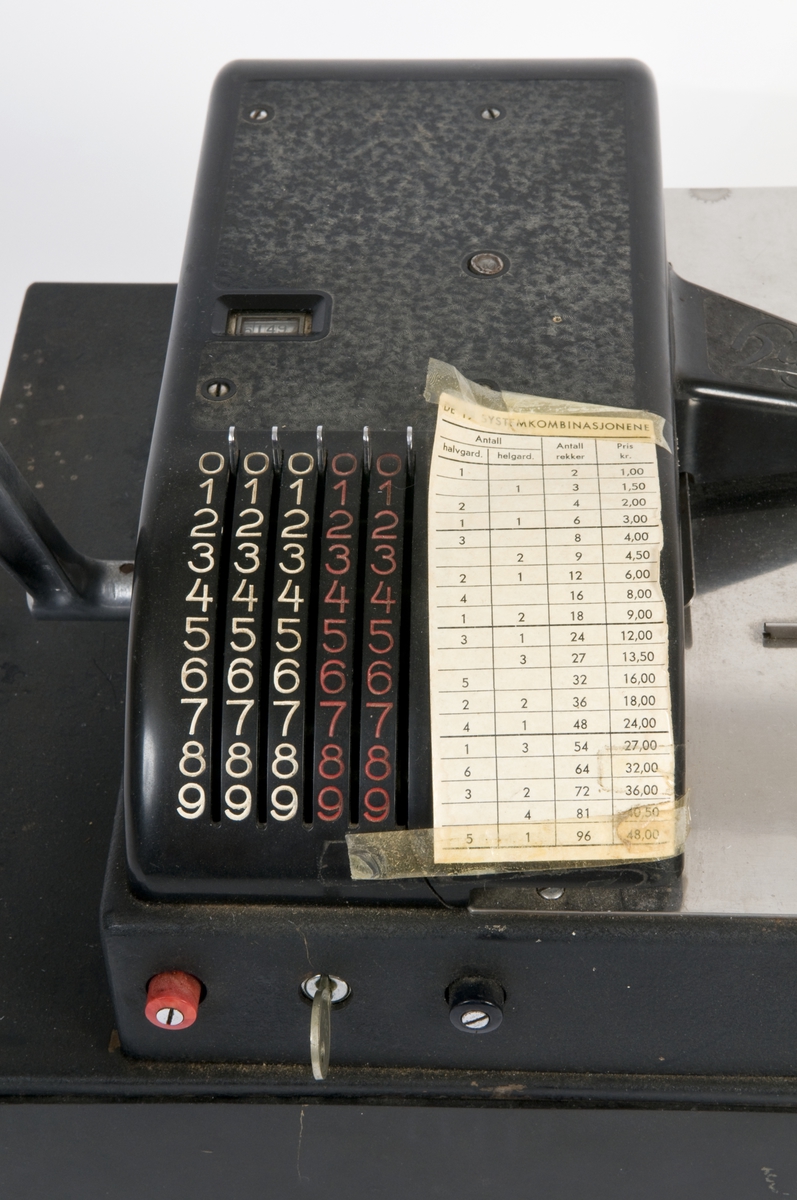 0 0 0 0 0
1 1 1 1 1
2 2 2 2 2
3 3 3 3 3
4 4 4 4 4
5 5 5 5 5
6 6 6 6 6
7 7 7 7 7
8 8 8 8 8
9 9 9 9 9
SYSTEMKOMBINASJONENE
Antall Antall Pris
halvgard. helgard. rekker kr.
1 2 1,00
1 3 1,50
2 4 2,00
1 1 6 3,00
3 8 4,00
2 9 4,50
2 1 12 6,00
4 16 8,00
1 2 18 9,00
3 1 24 12,00
3 27 13,50
5 32 16,00
2 2 36 18,00
4 1 48 24,00
1 3 54 27,00
6 64 32,00
3 2 72 36,00
4 81 40,50
5 1 96 48,00